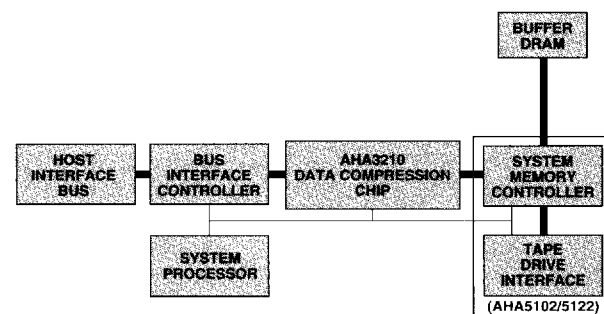 BUFFER
DRAM
HOST
INTERFACE
BUS
BUS
INTERFACE
CONTROLLER
AHA3210
DATA COMPRESSION
CHIP
SYSTEM
MEMORY
CONTROLLER
SYSTEM
PROCESSOR
TAPE
DRIVE
INTERFACE
(AHA5102/5122)